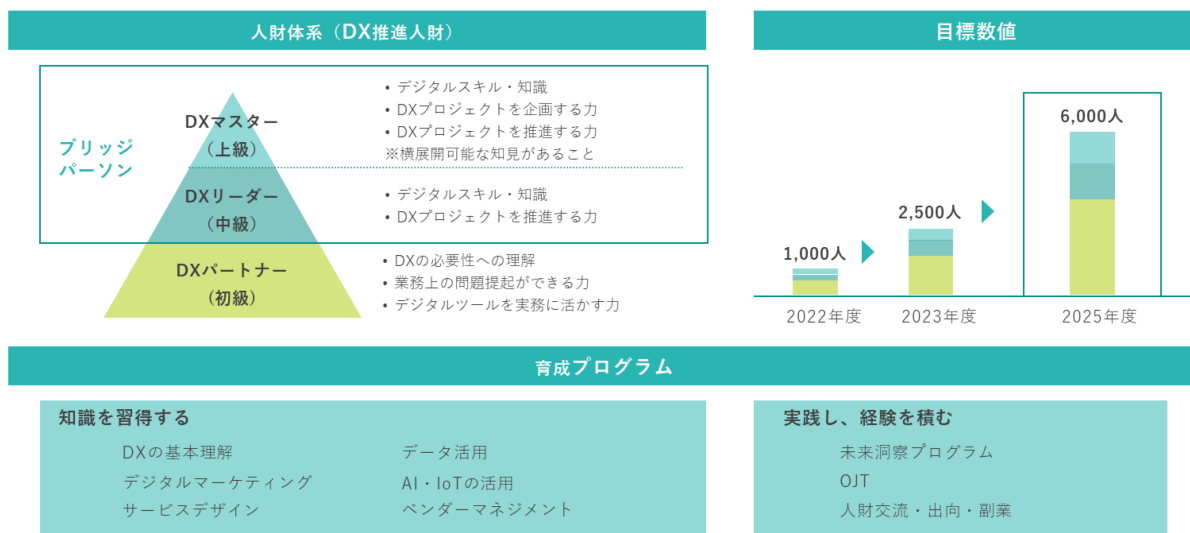 人財体系（DX推進人財）
ブリッジ
パーソン
DXマスター
（上級）
• デジタルスキル・知識
• DXプロジェクトを企画する力
• DXプロジェクトを推進する力
※横展開可能な知見があること
DXリーダー
（中級）
• デジタルスキル・知識
• DXプロジェクトを推進する力
DXパートナー
（初級）
• DXの必要性への理解
• 業務上の問題提起ができる力
• デジタルツールを実務に活かす力
目標数値
1,000人
2,500人
6,000人
2022年度
2023年度
2025年度
育成プログラム
知識を習得する
DXの基本理解
デジタルマーケティング
サービスデザイン
データ活用
AI・IoTの活用
ベンダーマネジメント
実践し、経験を積む
未来洞察プログラム
OJT
人財交流・出向・副業